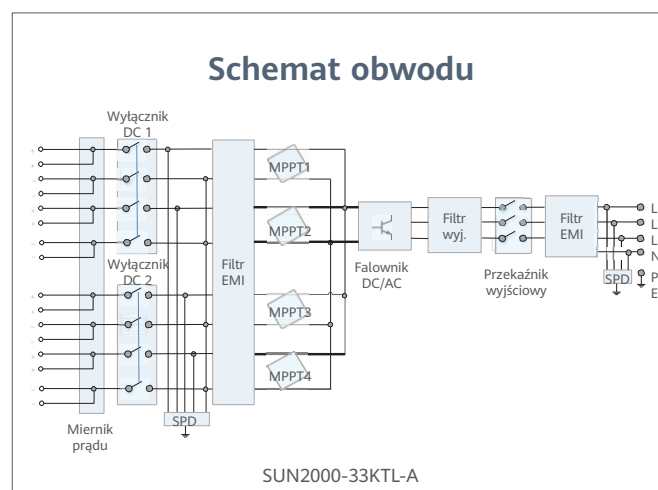 Schemat obwodu
Wyłącznik
DC 1
MPPT1
MPPT2
Filtr
EMI
MPPT3
MPPT4
Wyłącznik
DC 2
SPD
Miernik
prądu
Falownik
DC/AC
Filtr
wyj.
Przekaźnik
wyjściowy
Filtr
EMI
L
L
L
N
P
E
SPD
SUN2000-33KTL-A